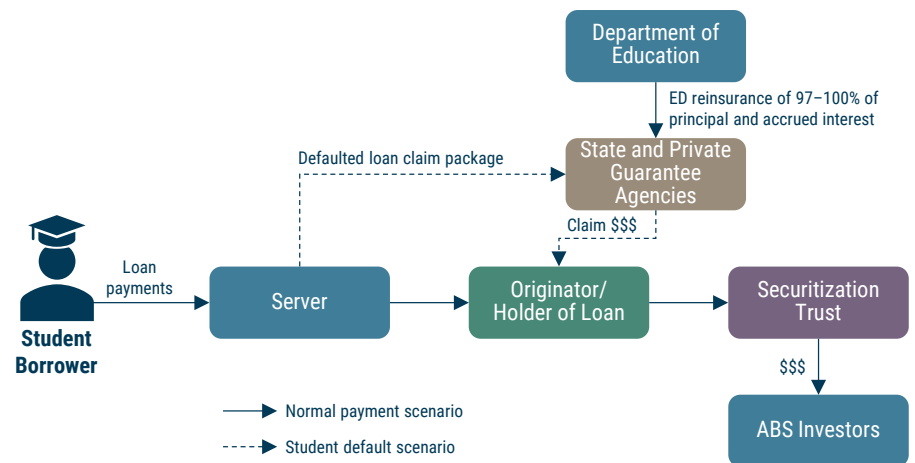 Department of
Education
ED reinsurance of 97–100% of
principal and accrued interest
State and Private
Guarantee
Agencies
Defaulted loan claim package
Claim $$$
Loan
payments
Server
Originator/
Holder of Loan
Securitization
Trust
Student
Borrower
$$$
ABS Investors
Normal payment scenario
Student default scenario